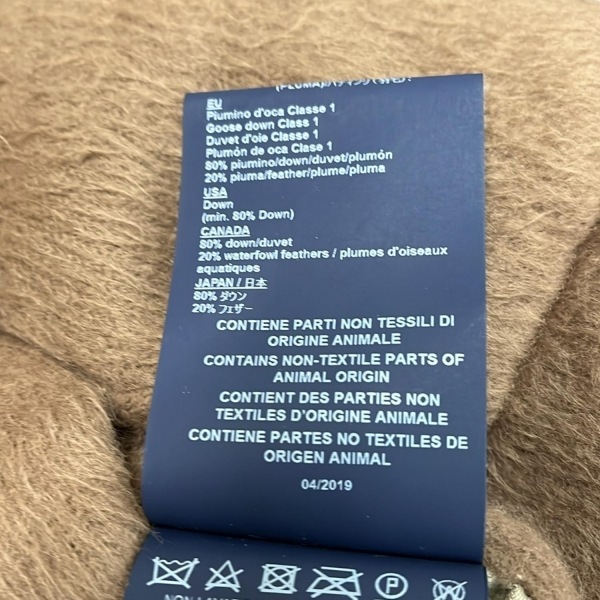 EU
Piumino d'oca Classe 1
Goose down Class 1
Duvet d'oie Classe 1
Plumón de oca Clase 1
80% piumino/down/duvet/plumón
20% piuma/feather/plume/pluma
USA
Down
(min. 80% Down)
CANADA
80% down/duvet
20% waterfowl feathers / plumes d'oiseaux
aquatiques
JAPAN / 日本
80% ダウン
20% フェザー
CONTIENE PARTI NON TESSILI DI
ORIGINE ANIMALE
CONTAINS NON-TEXTILE PARTS OF
ANIMAL ORIGIN
CONTIENT DES PARTIES NON
TEXTILES D'ORIGINE ANIMALE
CONTIENE PARTES NO TEXTILES DE
ORIGEN ANIMAL
04/2019
P
W